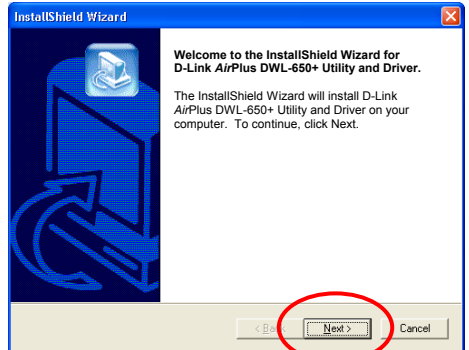 InstallShield Wizard
Welcome to the InstallShield Wizard for
D-Link AirPlus DWL-650+ Utility and Driver.
The InstallShield Wizard will install D-Link
AirPlus DWL-650+ Utility and Driver on your
computer. To continue, click Next.
Next > Cancel